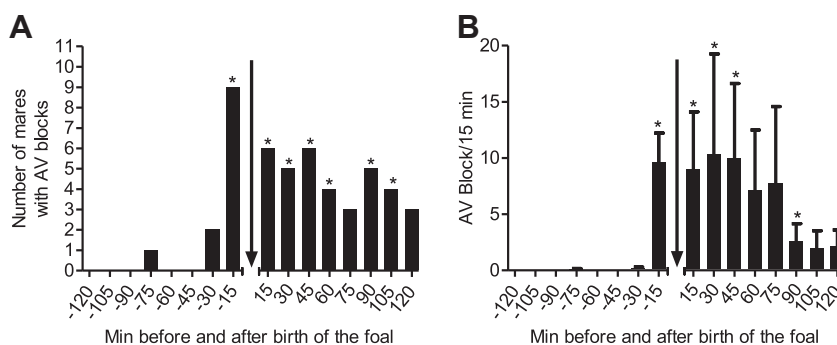 A
Number of mares
with AV blocks
11
10
9
8
7
6
5
4
3
2
1
0
* * * * * * * *
-120 -105 -90 -75 -60 -45 -30 -15 15 30 45 60 75 90 105 120
Min before and after birth of the foal
B
AV Block/15 min
20
15
10
5
0
* * * * *
-120 -105 -90 -75 -60 -45 -30 -15 15 30 45 60 75 90 105 120
Min before and after birth of the foal